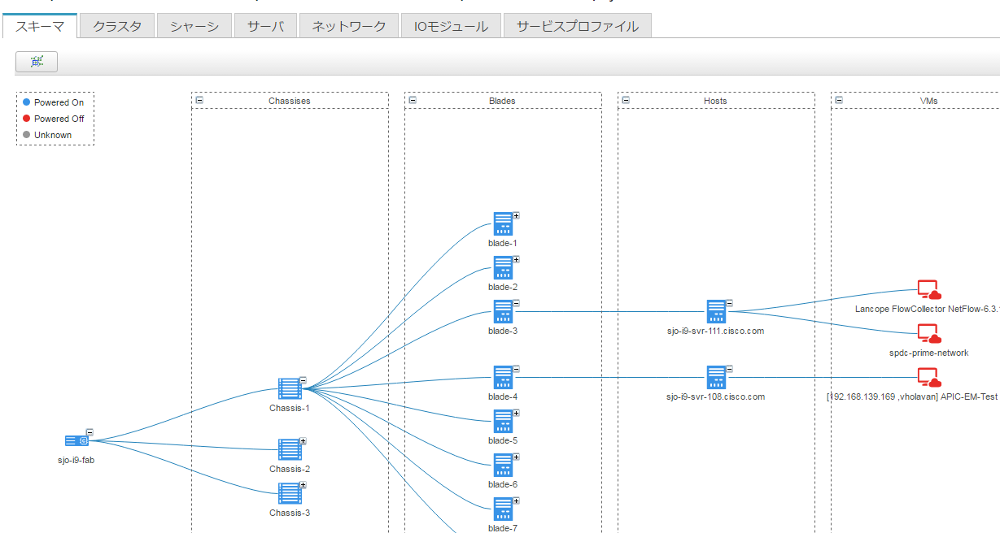 スキーマ
クラスタ
シャーシ
サーバ
ネットワーク
IOモジュール
サービスプロファイル
Powered On
Powered Off
Unknown
Chassises
Blades
Hosts
VMs
blade-1
blade-2
blade-3
sjo-i9-svr-111.cisco.com
Lancope FlowCollector NetFlow-6.3.
spdc-prime-network
blade-4
sjo-i9-svr-108.cisco.com
[192.168.139.169 ,vholavan] APIC-EM-Test
Chassis-1
blade-5
sjo-i9-fab
Chassis-2
blade-6
Chassis-3
blade-7